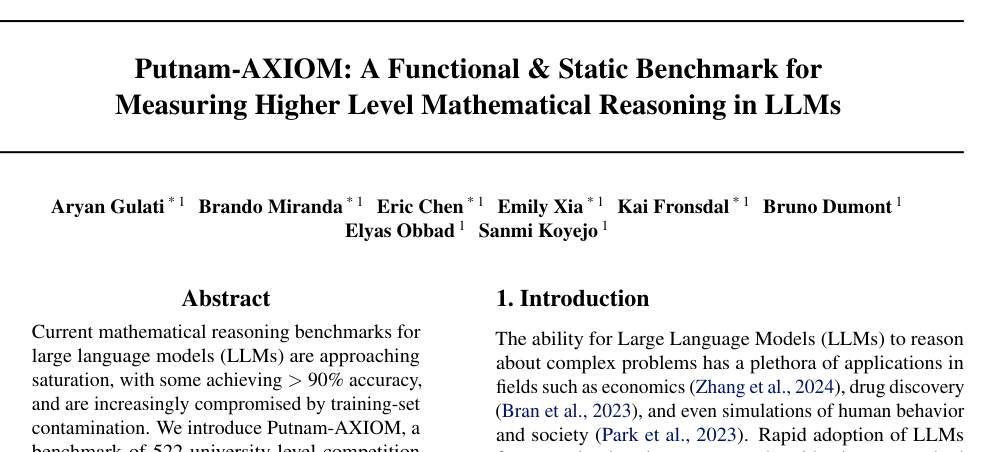 Putnam-AXIOM: A Functional & Static Benchmark for
Measuring Higher Level Mathematical Reasoning in LLMs
Aryan Gulati * 1 Brando Miranda * 1 Eric Chen * 1 Emily Xia * 1 Kai Fronsdal * 1 Bruno Dumont 1
Elyas Obbad 1 Sanmi Koyejo 1
Abstract
Current mathematical reasoning benchmarks for
large language models (LLMs) are approaching
saturation, with some achieving > 90% accuracy,
and are increasingly compromised by training-set
contamination. We introduce Putnam-AXIOM, a
benchmark of 522 university-level competition
1. Introduction
The ability for Large Language Models (LLMs) to reason
about complex problems has a plethora of applications in
fields such as economics (Zhang et al., 2024), drug discovery
(Bran et al., 2023), and even simulations of human behavior
and society (Park et al., 2023). Rapid adoption of LLMs